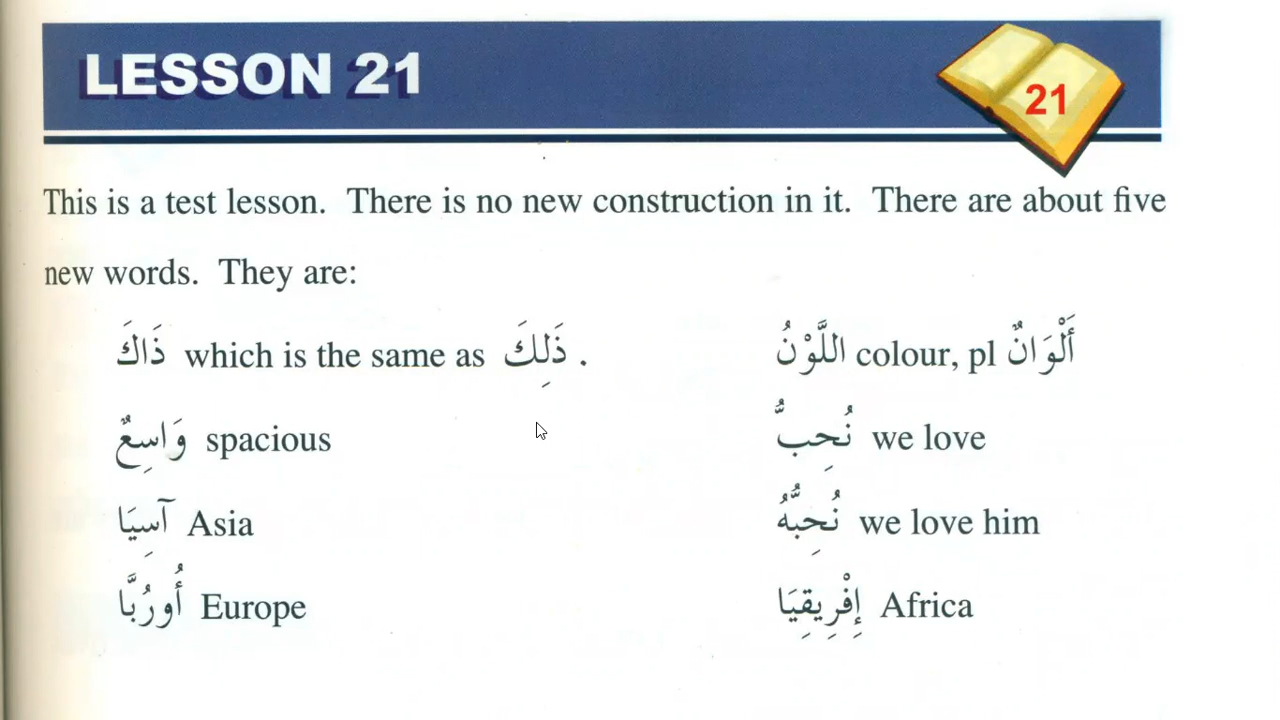 LESSON 21
21
This is a test lesson. There is no new construction in it. There are about five
new words. They are:
ذَاكَ which is the same as ذَلِكَ .
اللَّوْنُ colour, pl أَلْوَانٌ
وَاسِعٌ spacious
نُحِبُّ we love
آسِيَا Asia
نُحِبُّهُ we love him
أُورُبَّا Europe
إِفْرِيقِيَا Africa